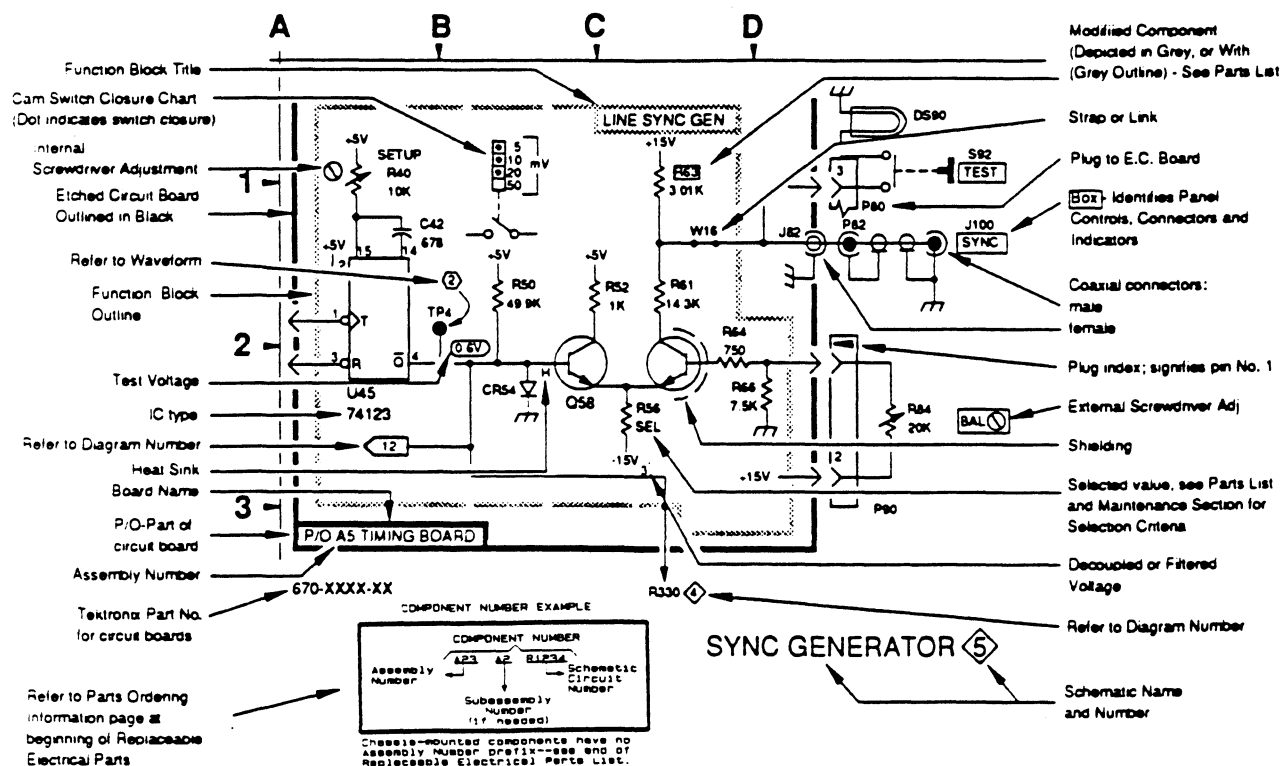 A
B
C
D
Function Block Title
Cam Switch Closure Chart
(Dot indicates switch closure)
Internal
Screwdriver Adjustment
Etched Circuit Board
Outlined in Black
Refer to Waveform
Function Block
Outline
Test Voltage
IC type
Refer to Diagram Number
Heat Sink
Board Name
P/O-Part of
circuit board
Assembly Number
Tektronix Part No.
for circuit boards
Refer to Parts Ordering
information page at
beginning of Replaceable
Electrical Parts
1
2
3
LINE SYNC GEN
+5V
SETUP
R40
10K
5
10
20
50
mV
C42
678
+5V
15
14
2
1
T
3
R
Q
4
U45
74123
2
TP4
0.6V
12
+5V
R50
49.9K
CR54
+5V
R52
1K
Q58
+15V
R63
3.01K
W16
R61
14.3K
R64
750
R66
7.5K
R56
SEL
-15V
3
+15V
DS90
3
S92
TEST
P80
J82
P82
J100
SYNC
R84
20K
BAL
2
P90
P/O A5 TIMING BOARD
670-XXXX-XX
R330
4
SYNC GENERATOR
5
COMPONENT NUMBER EXAMPLE
COMPONENT NUMBER
A23 A2 R1234
Assembly
Number
Schematic
Circuit
Number
Subassembly
Number
(if needed)
Chassis-mounted components have no
Assembly Number prefix--see end of
Replaceable Electrical Parts List.
Modifiied Component
(Depicted in Grey, or With
(Grey Outline) - See Parts List
Strap or Link
Plug to E.C. Board
Box - Identifies Panel
Controls, Connectors and
Indicators
Coaxial connectors:
male
female
Plug index; signifies pin No. 1
External Screwdriver Adj
Shielding
Selected value, see Parts List
and Maintenance Section for
Selection Criteria
Decoupled or Filtered
Voltage
Refer to Diagram Number
Schematic Name
and Number